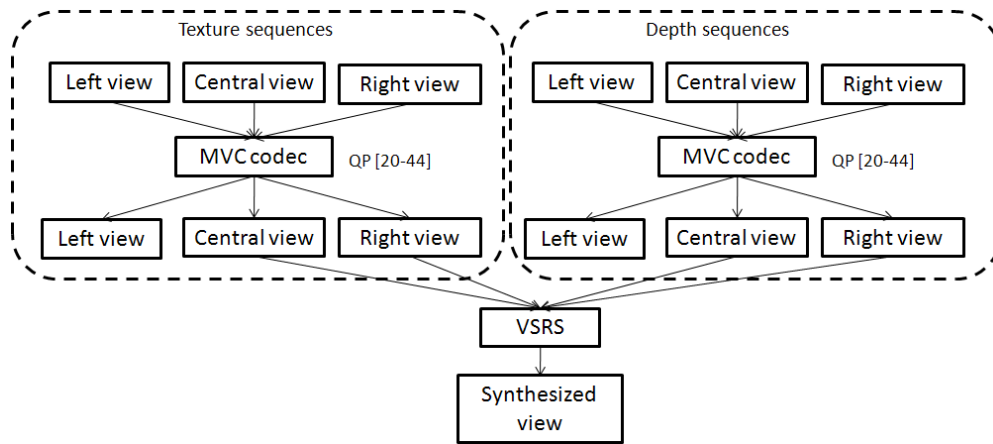 Texture sequences
Left view
Central view
Right view
MVC codec
QP [20-44]
Left view
Central view
Right view
Depth sequences
Left view
Central view
Right view
MVC codec
QP [20-44]
Left view
Central view
Right view
VSRS
Synthesized
view